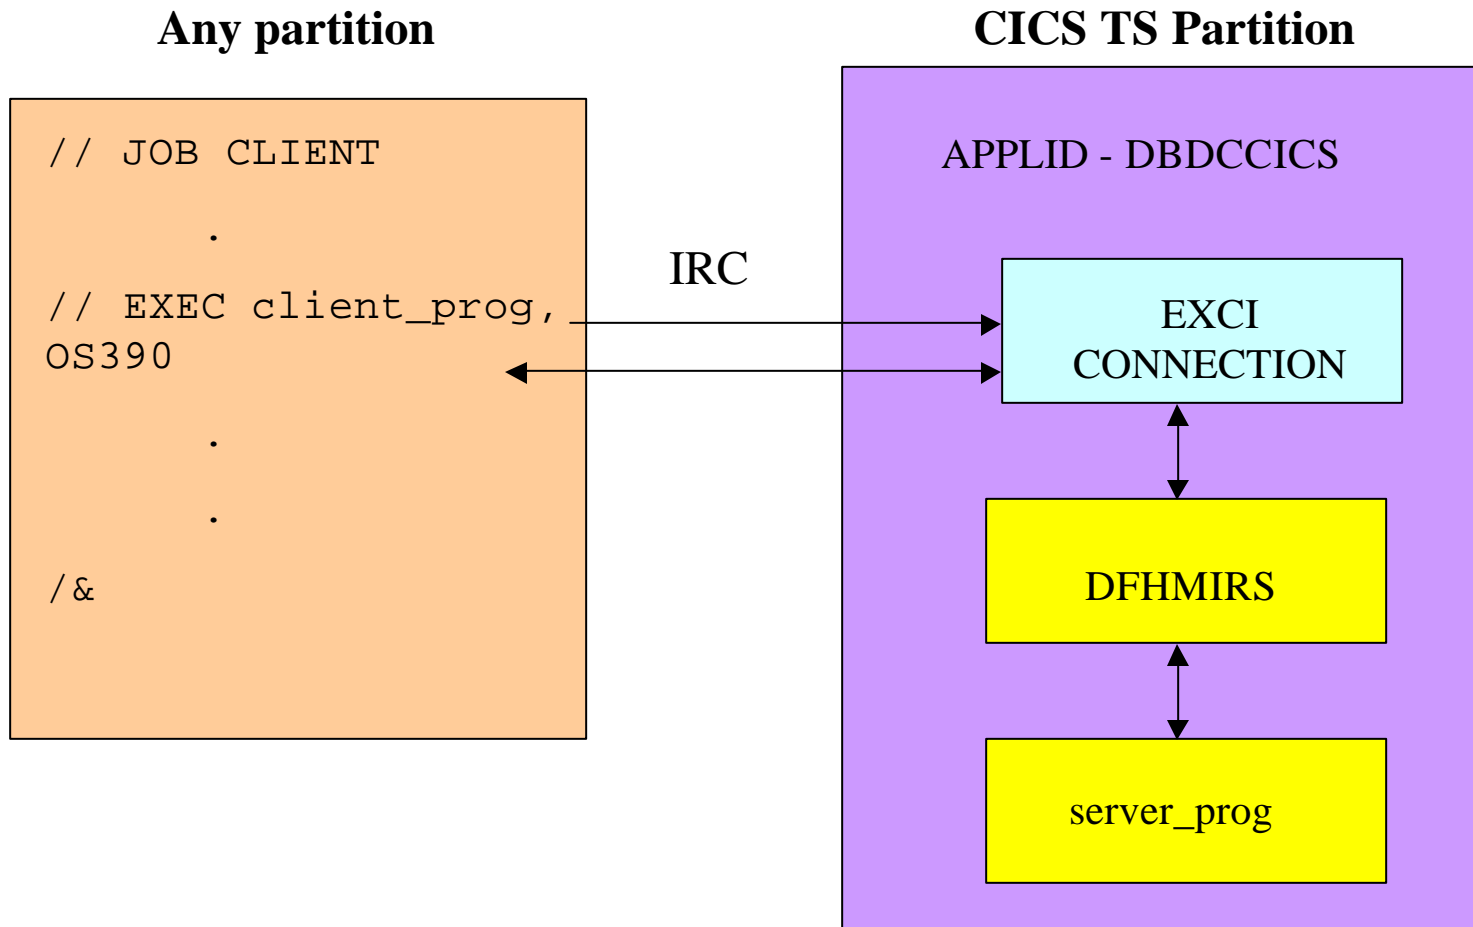 Any partition
// JOB CLIENT
.
// EXEC client_prog,
OS390
.
.
/&
IRC
CICS TS Partition
APPLID - DBDCCICS
EXCI
CONNECTION
DFHMIRS
server_prog